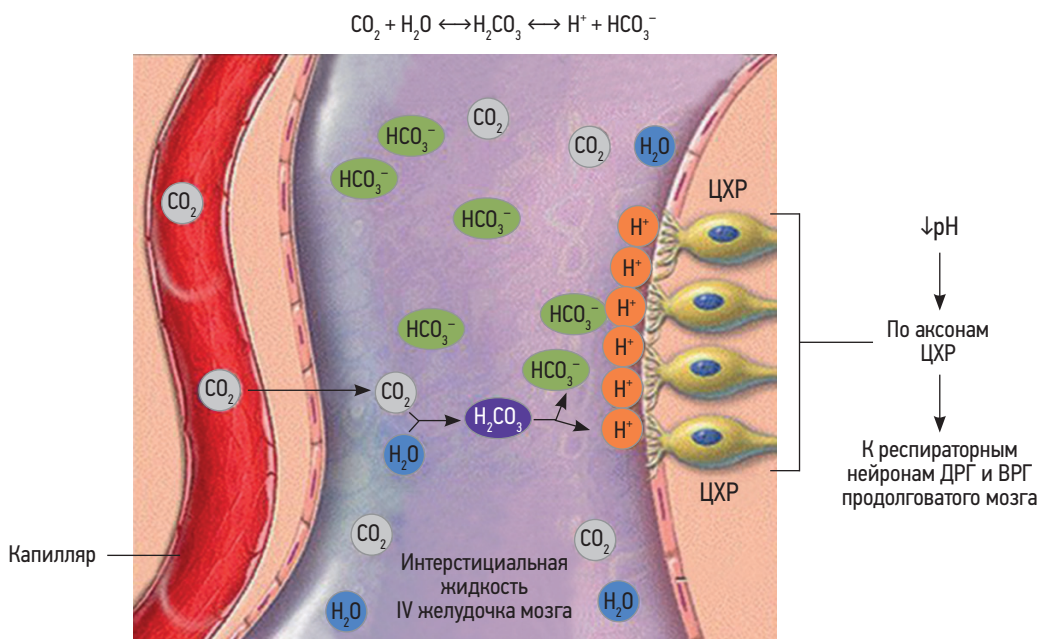 CO₂ + H₂O ⟷ H₂CO₃ ⟷ H⁺ + HCO₃⁻
CO₂
HCO₃⁻
CO₂
H₂O
HCO₃⁻
ЦХР
CO₂
HCO₃⁻
H⁺
↓pH
H⁺
HCO₃⁻
H⁺
HCO₃⁻
H⁺
По аксонам
ЦХР
HCO₃⁻
H⁺
CO₂
CO₂
H₂CO₃
H⁺
H₂O
К респираторным
нейронам ДРГ и ВРГ
продолговатого мозга
ЦХР
CO₂
CO₂
Капилляр
Интерстициальная
жидкость
IV желудочка мозга
H₂O
H₂O